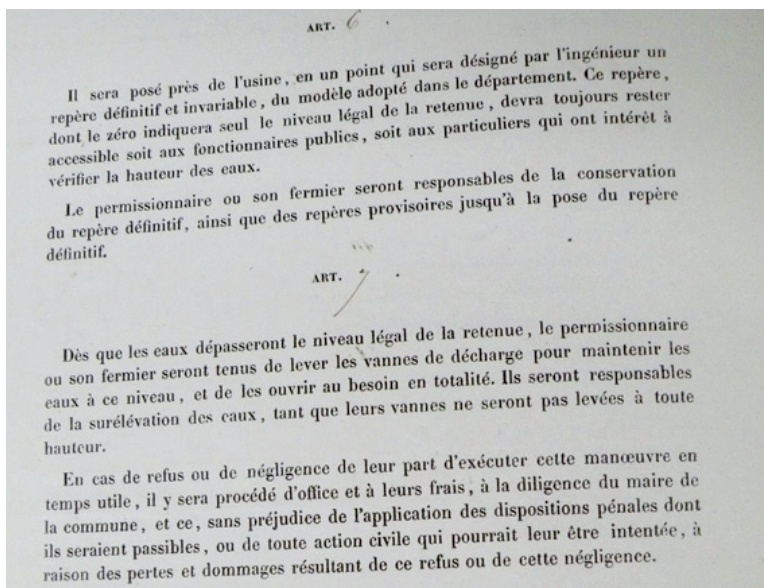 ART. 6
Il sera posé près de l'usine, en un point qui sera désigné par l'ingénieur un
repère définitif et invariable, du modèle adopté dans le département. Ce repère,
dont le zéro indiquera seul le niveau légal de la retenue, devra toujours rester
accessible soit aux fonctionnaires publics, soit aux particuliers qui ont intérêt à
vérifier la hauteur des eaux.
Le permissionnaire ou son fermier seront responsables de la conservation
du repère définitif, ainsi que des repères provisoires jusqu'à la pose du repère
définitif.
ART. 7
Dès que les eaux dépasseront le niveau légal de la retenue, le permissionnaire
ou son fermier seront tenus de lever les vannes de décharge pour maintenir les
eaux à ce niveau, et de les ouvrir au besoin en totalité. Ils seront responsables
de la surélévation des eaux, tant que leurs vannes ne seront pas levées à toute
hauteur.
En cas de refus ou de négligence de leur part d'exécuter cette manœuvre en
temps utile, il y sera procédé d'office et à leurs frais, à la diligence du maire de
la commune, et ce, sans préjudice de l'application des dispositions pénales dont
ils seraient passibles, ou de toute action civile qui pourrait leur être intentée, à
raison des pertes et dommages résultant de ce refus ou de cette négligence.